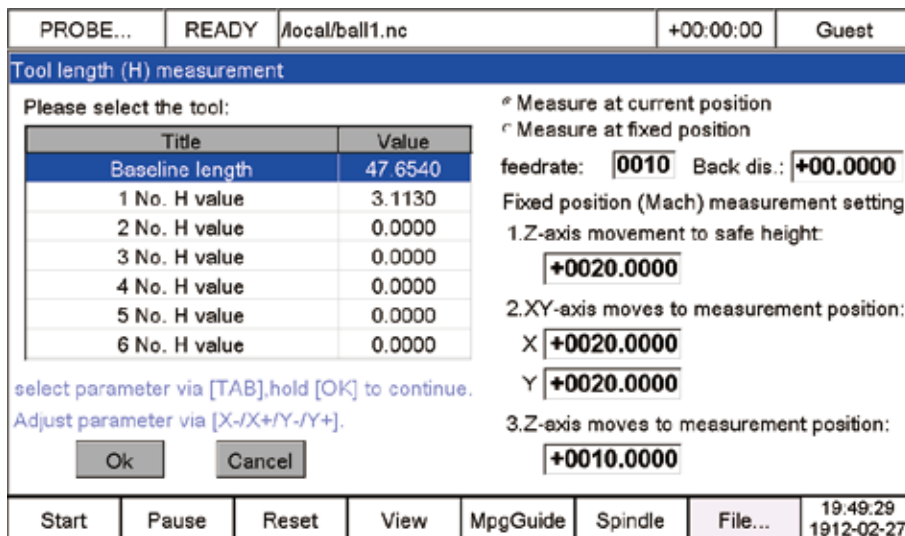 PROBE... READY /local/ball1.nc +00:00:00 Guest
Tool length (H) measurement
Please select the tool:
Title Value
Baseline length 47.6540
1 No. H value 3.1130
2 No. H value 0.0000
3 No. H value 0.0000
4 No. H value 0.0000
5 No. H value 0.0000
6 No. H value 0.0000
select parameter via [TAB],hold [OK] to continue.
Adjust parameter via [X-/X+/Y-/Y+].
Ok Cancel
Measure at current position
Measure at fixed position
feedrate: 0010 Back dis.: +00.0000
Fixed position (Mach) measurement setting
1.Z-axis movement to safe height:
+0020.0000
2.XY-axis moves to measurement position:
X +0020.0000
Y +0020.0000
3.Z-axis moves to measurement position:
+0010.0000
Start Pause Reset View MpgGuide Spindle File... 19:49:29
1912-02-27